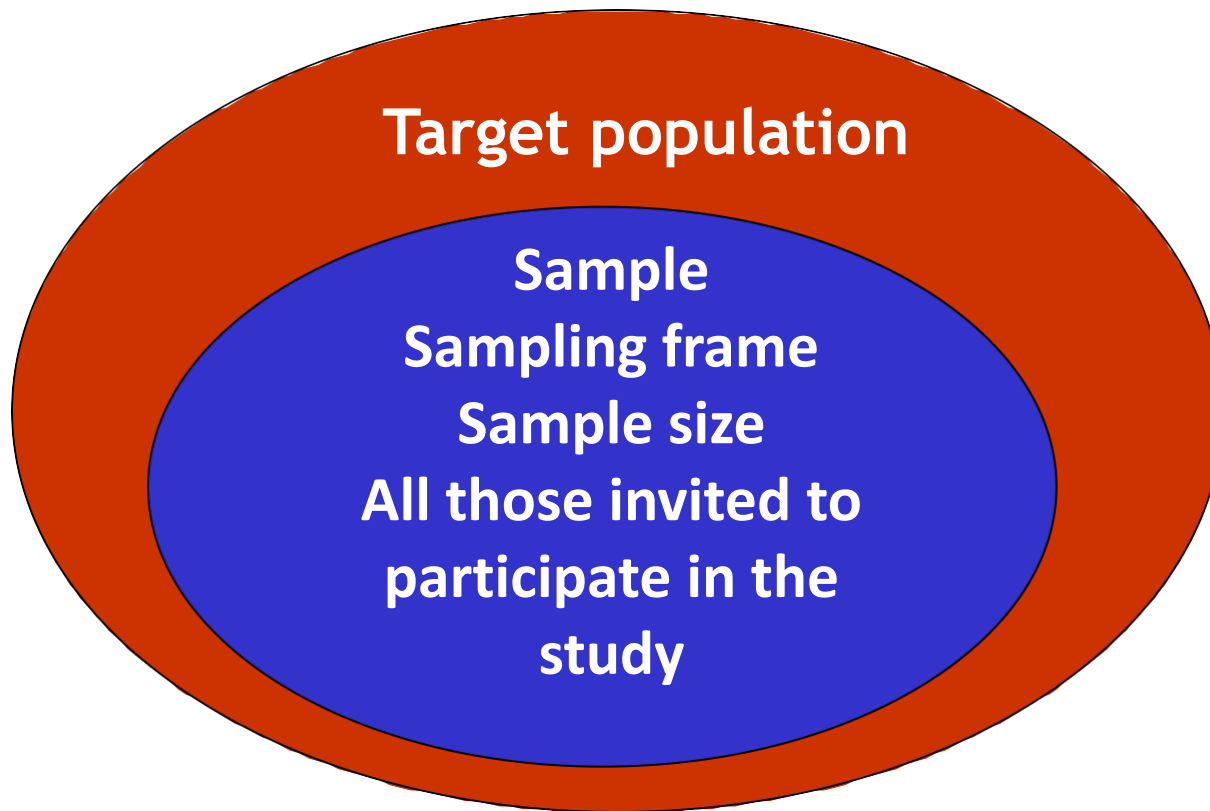 Target population
Sample
Sampling frame
Sample size
All those invited to
participate in the
study